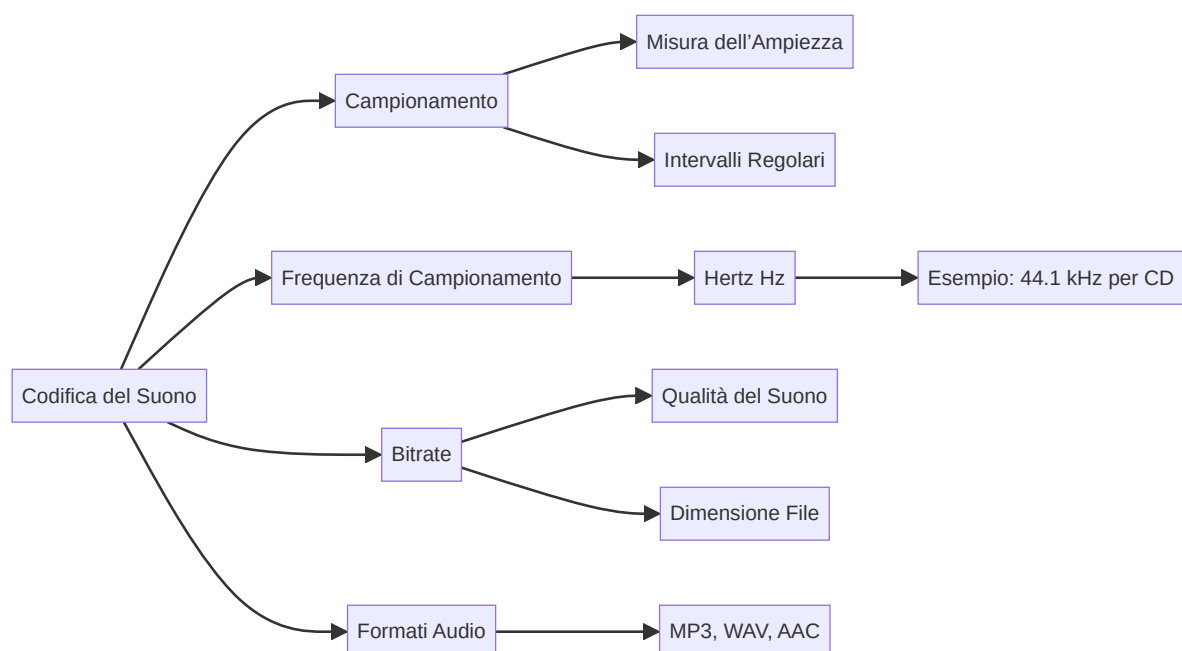 Misura dell’Ampiezza
Campionamento
Intervalli Regolari
Frequenza di Campionamento
Hertz Hz
Esempio: 44.1 kHz per CD
Codifica del Suono
Qualità del Suono
Bitrate
Dimensione File
Formati Audio
MP3, WAV, AAC